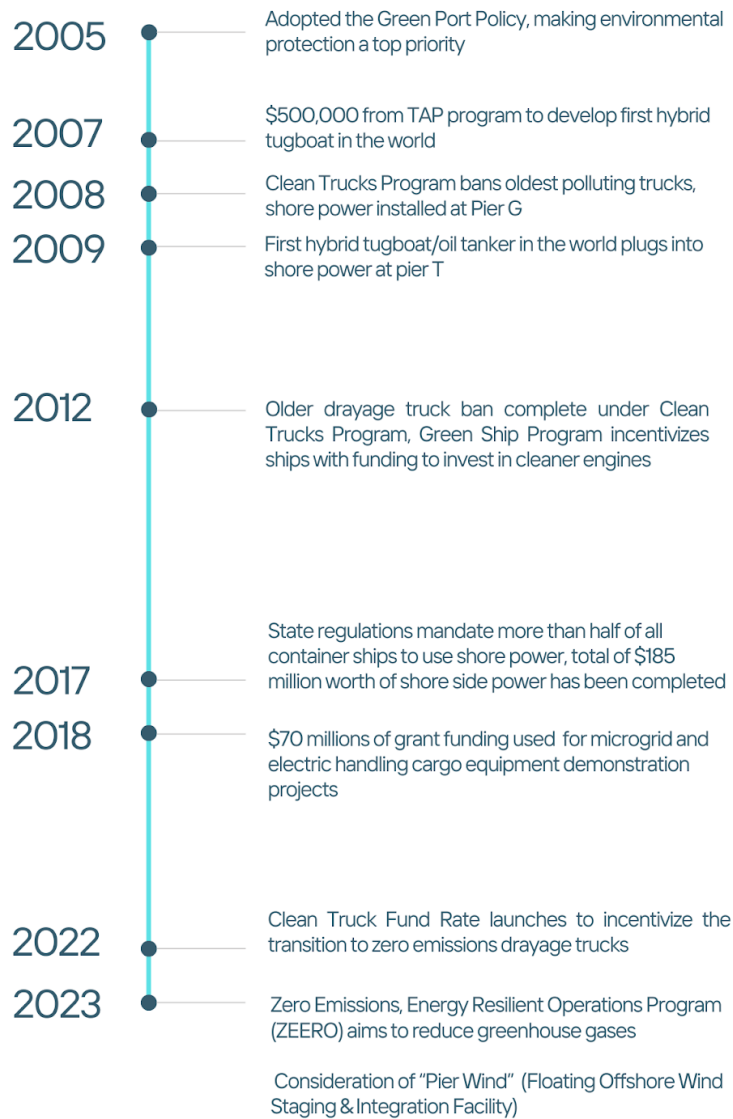 2005
Adopted the Green Port Policy, making environmental
protection a top priority
2007
$500,000 from TAP program to develop first hybrid
tugboat in the world
2008
Clean Trucks Program bans oldest polluting trucks,
shore power installed at Pier G
2009
First hybrid tugboat/oil tanker in the world plugs into
shore power at pier T
2012
Older drayage truck ban complete under Clean
Trucks Program, Green Ship Program incentivizes
ships with funding to invest in cleaner engines
2017
State regulations mandate more than half of all
container ships to use shore power, total of $185
million worth of shore side power has been completed
2018
$70 millions of grant funding used for microgrid and
electric handling cargo equipment demonstration
projects
2022
Clean Truck Fund Rate launches to incentivize the
transition to zero emissions drayage trucks
2023
Zero Emissions, Energy Resilient Operations Program
(ZEERO) aims to reduce greenhouse gases
Consideration of “Pier Wind” (Floating Offshore Wind
Staging & Integration Facility)